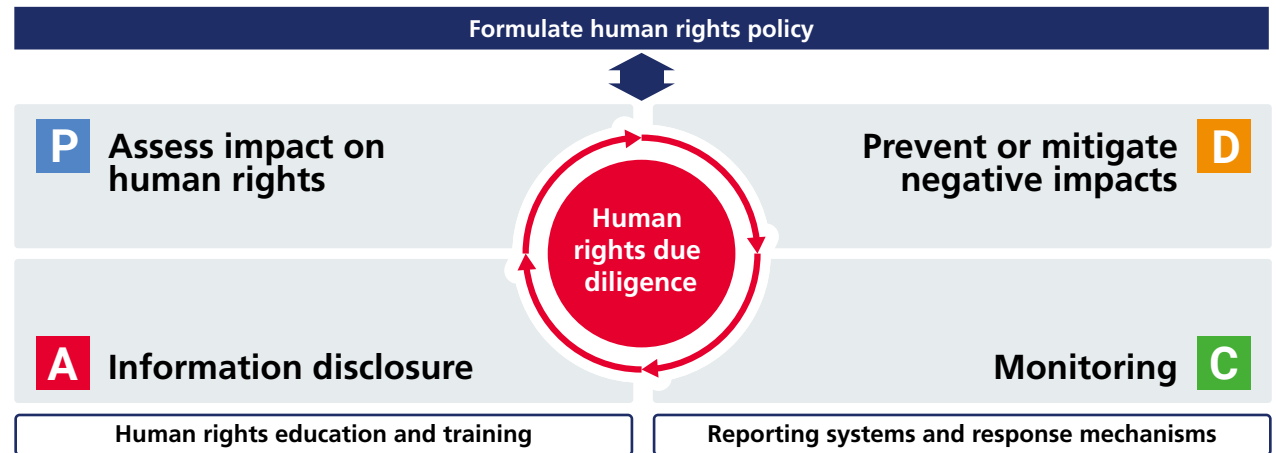 Formulate human rights policy
P
Assess impact on
human rights
Prevent or mitigate
negative impacts
D
Human
rights due
diligence
A
Information disclosure
Monitoring
C
Human rights education and training
Reporting systems and response mechanisms